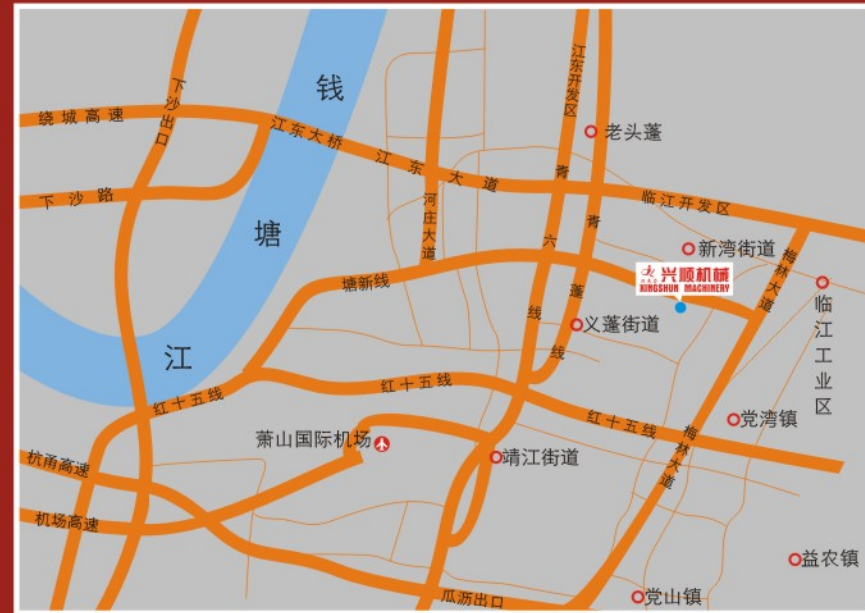 钱
塘
江
下沙出口
绕城高速
下沙路
江东大桥
江东大道
河庄大道
江东开发区
老头蓬
青六线
青蓬线
临江开发区
新湾街道
梅林大道
兴顺机械
XINGSHUN MACHINERY
临江工业区
塘新线
义蓬街道
红十五线
红十五线
红十五线
党湾镇
梅林大道
萧山国际机场
靖江街道
杭甬高速
机场高速
益农镇
瓜沥出口
党山镇